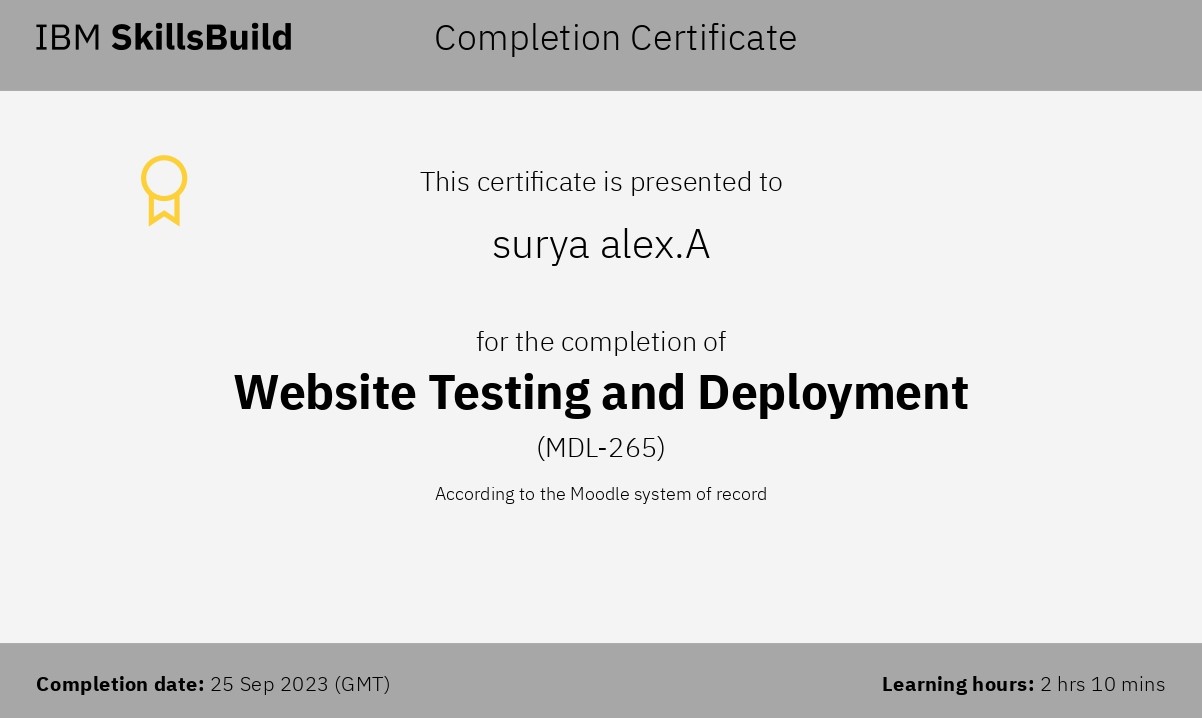 IBM SkillsBuild
Completion Certificate
This certificate is presented to
surya alex.A
for the completion of
Website Testing and Deployment
(MDL-265)
According to the Moodle system of record
Completion date: 25 Sep 2023 (GMT)
Learning hours: 2 hrs 10 mins